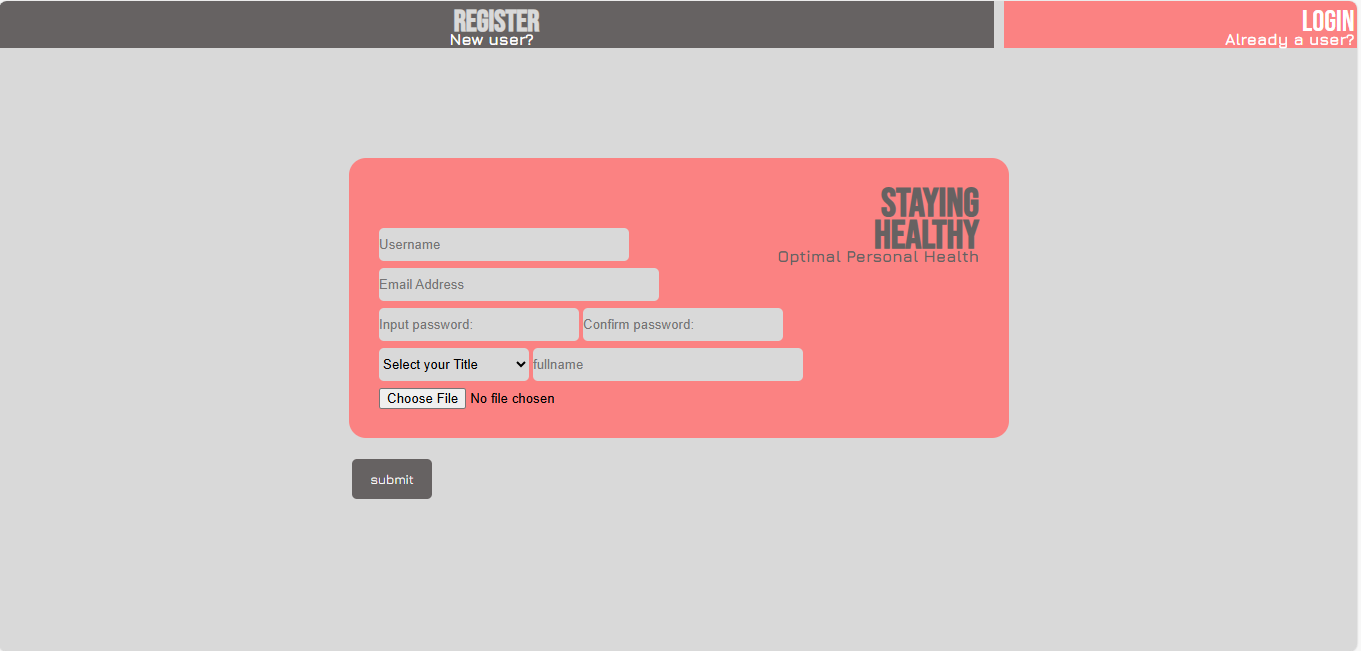 REGISTER
New user?
LOGIN
Already a user?
STAYING
HEALTHY
Optimal Personal Health
Username
Email Address
Input password:
Confirm password:
Select your Title
fullname
Choose File No file chosen
submit